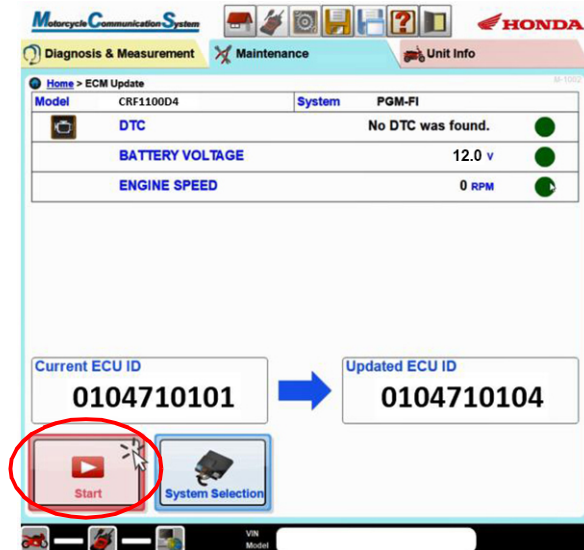 Motorcycle Communication System
HONDA
Diagnosis & Measurement Maintenance Unit Info
Home > ECM Update M-1002
Model CRF1100D4 System PGM-FI
DTC No DTC was found.
BATTERY VOLTAGE 12.0 V
ENGINE SPEED 0 RPM
Current ECU ID Updated ECU ID
0104710101 0104710104
Start System Selection
VIN
Model